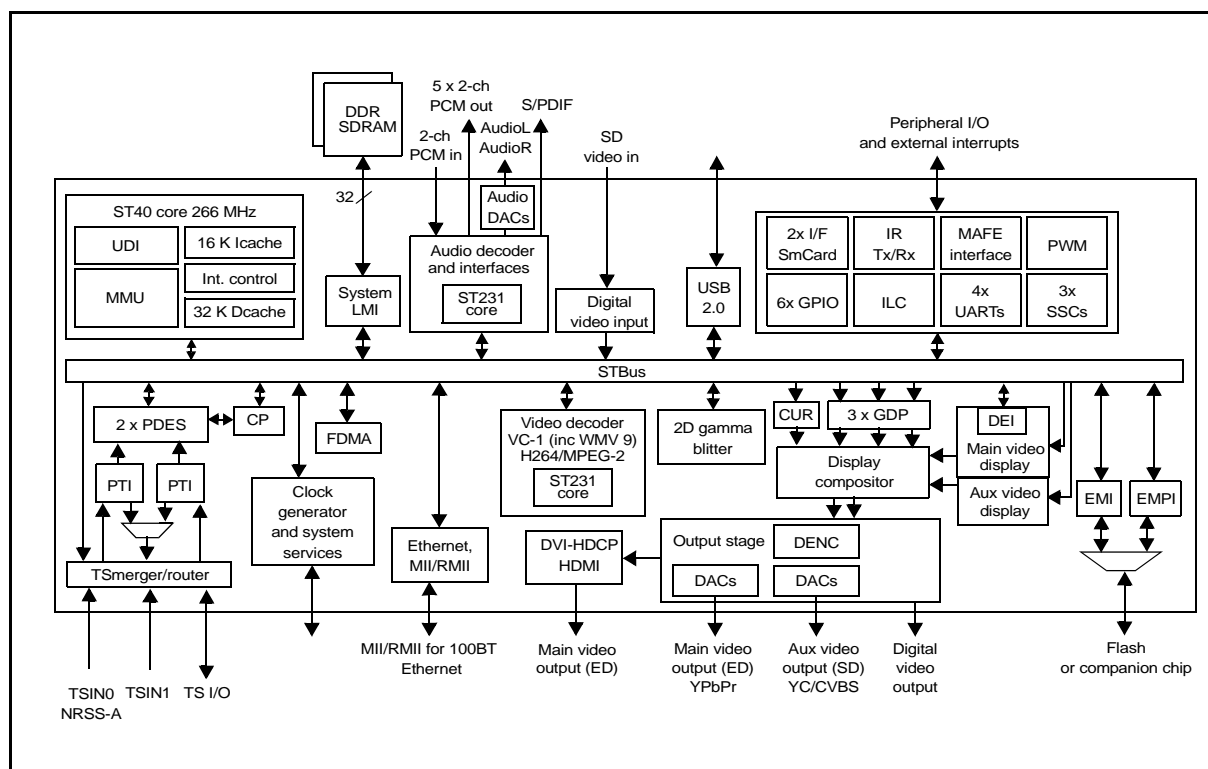 5 x 2-ch
PCM out
S/PDIF
DDR
SDRAM
2-ch
PCM in
AudioL
AudioR
SD
video in
Peripheral I/O
and external interrupts
32
ST40 core 266 MHz
UDI
16 K Icache
MMU
Int. control
32 K Dcache
System
LMI
Audio
DACs
Audio decoder
and interfaces
ST231
core
Digital
video input
USB
2.0
2x I/F
SmCard
IR
Tx/Rx
MAFE
interface
PWM
6x GPIO
ILC
4x
UARTs
3x
SSCs
STBus
2 x PDES
CP
FDMA
PTI
PTI
TSmerger/router
Clock
generator
and system
services
Ethernet,
MII/RMII
Video decoder
VC-1 (inc WMV 9)
H264/MPEG-2
ST231
core
2D gamma
blitter
CUR
3 x GDP
Display
compositor
DEI
Main video
display
Aux video
display
EMI
EMPI
DVI-HDCP
HDMI
Output stage
DENC
DACs
DACs
TSIN0
NRSS-A
TSIN1
TS I/O
MII/RMII for 100BT
Ethernet
Main video
output (ED)
Main video
output (ED)
YPbPr
Aux video
output (SD)
YC/CVBS
Digital
video
output
Flash
or companion chip